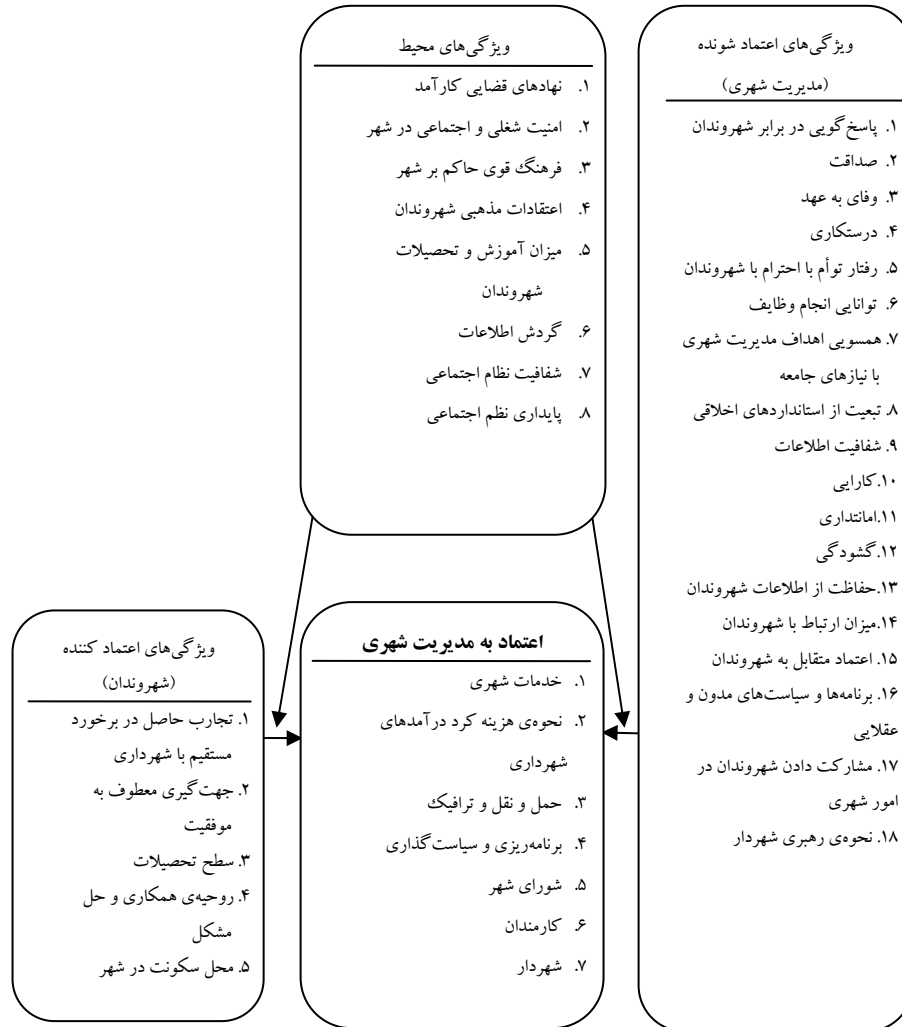 ویژگی‌های اعتماد شونده
(مدیریت شهری)
۱. پاسخ‌گویی در برابر شهروندان
۲. صداقت
۳. وفای به عهد
۴. درستکاری
۵. رفتار توأم با احترام با شهروندان
۶. توانایی انجام وظایف
۷. همسویی اهداف مدیریت شهری
با نیازهای جامعه
۸. تبعیت از استانداردهای اخلاقی
۹. شفافیت اطلاعات
۱۰.کارایی
۱۱.امانتداری
۱۲.گشودگی
۱۳.حفاظت از اطلاعات شهروندان
۱۴.میزان ارتباط با شهروندان
۱۵. اعتماد متقابل به شهروندان
۱۶. برنامه‌ها و سیاست‌های مدون و
عقلایی
۱۷. مشارکت دادن شهروندان در
امور شهری
۱۸. نحوه‌ی رهبری شهردار
ویژگی‌های محیط
۱. نهادهای قضایی کارآمد
۲. امنیت شغلی و اجتماعی در شهر
۳. فرهنگ قوی حاکم بر شهر
۴. اعتقادات مذهبی شهروندان
۵. میزان آموزش و تحصیلات
شهروندان
۶. گردش اطلاعات
۷. شفافیت نظام اجتماعی
۸. پایداری نظم اجتماعی
اعتماد به مدیریت شهری
۱. خدمات شهری
۲. نحوه‌ی هزینه کرد درآمدهای
شهرداری
۳. حمل و نقل و ترافیک
۴. برنامه‌ریزی و سیاست‌گذاری
۵. شورای شهر
۶. کارمندان
۷. شهردار
ویژگی‌های اعتماد کننده
(شهروندان)
۱. تجارب حاصل در برخورد
مستقیم با شهرداری
۲. جهت‌گیری معطوف به
موفقیت
۳. سطح تحصیلات
۴. روحیه‌ی همکاری و حل
مشکل
۵. محل سکونت در شهر